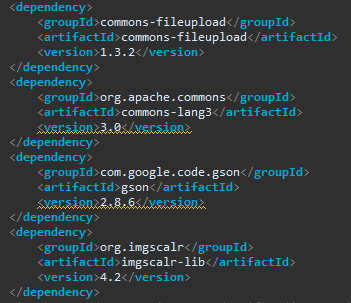 <dependency>
    <groupId>commons-fileupload</groupId>
    <artifactId>commons-fileupload</artifactId>
    <version>1.3.2</version>
</dependency>
<dependency>
    <groupId>org.apache.commons</groupId>
    <artifactId>commons-lang3</artifactId>
    <version>3.0</version>
</dependency>
<dependency>
    <groupId>com.google.code.gson</groupId>
    <artifactId>gson</artifactId>
    <version>2.8.6</version>
</dependency>
<dependency>
    <groupId>org.imgscalr</groupId>
    <artifactId>imgscalr-lib</artifactId>
    <version>4.2</version>
</dependency>